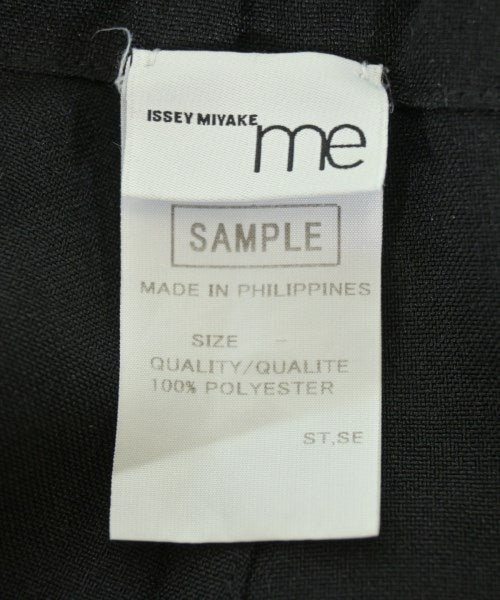 ISSEY MIYAKE me
SAMPLE
MADE IN PHILIPPINES
SIZE -
QUALITY/QUALITE
100% POLYESTER
ST,SE